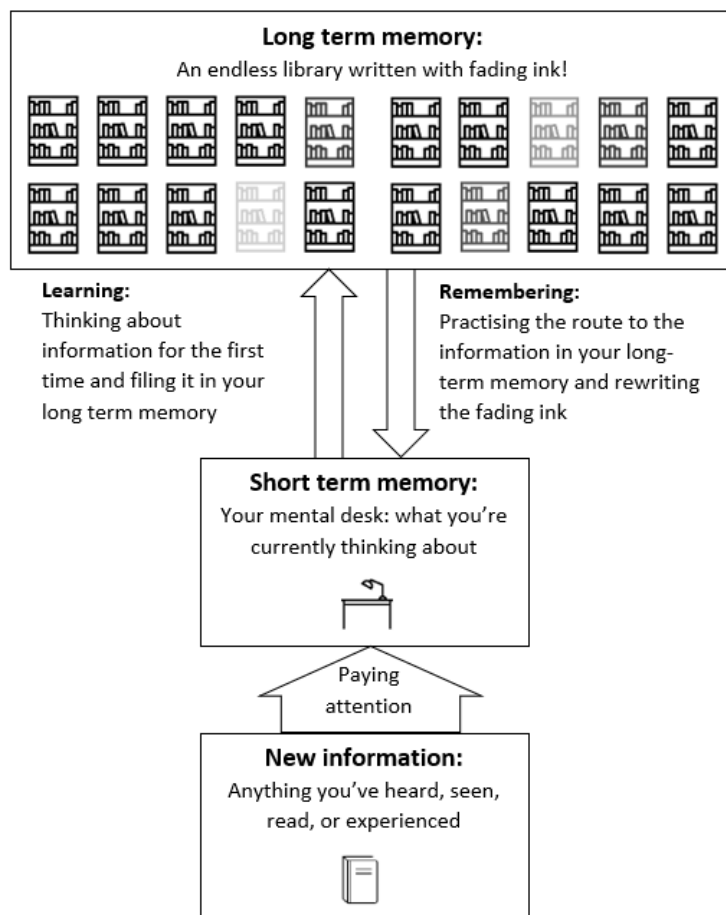 Long term memory:
An endless library written with fading ink!
Learning:
Thinking about
information for the first
time and filing it in your
long term memory
Remembering:
Practising the route to the
information in your long-
term memory and rewriting
the fading ink
Short term memory:
Your mental desk: what you’re
currently thinking about
Paying
attention
New information:
Anything you’ve heard, seen,
read, or experienced